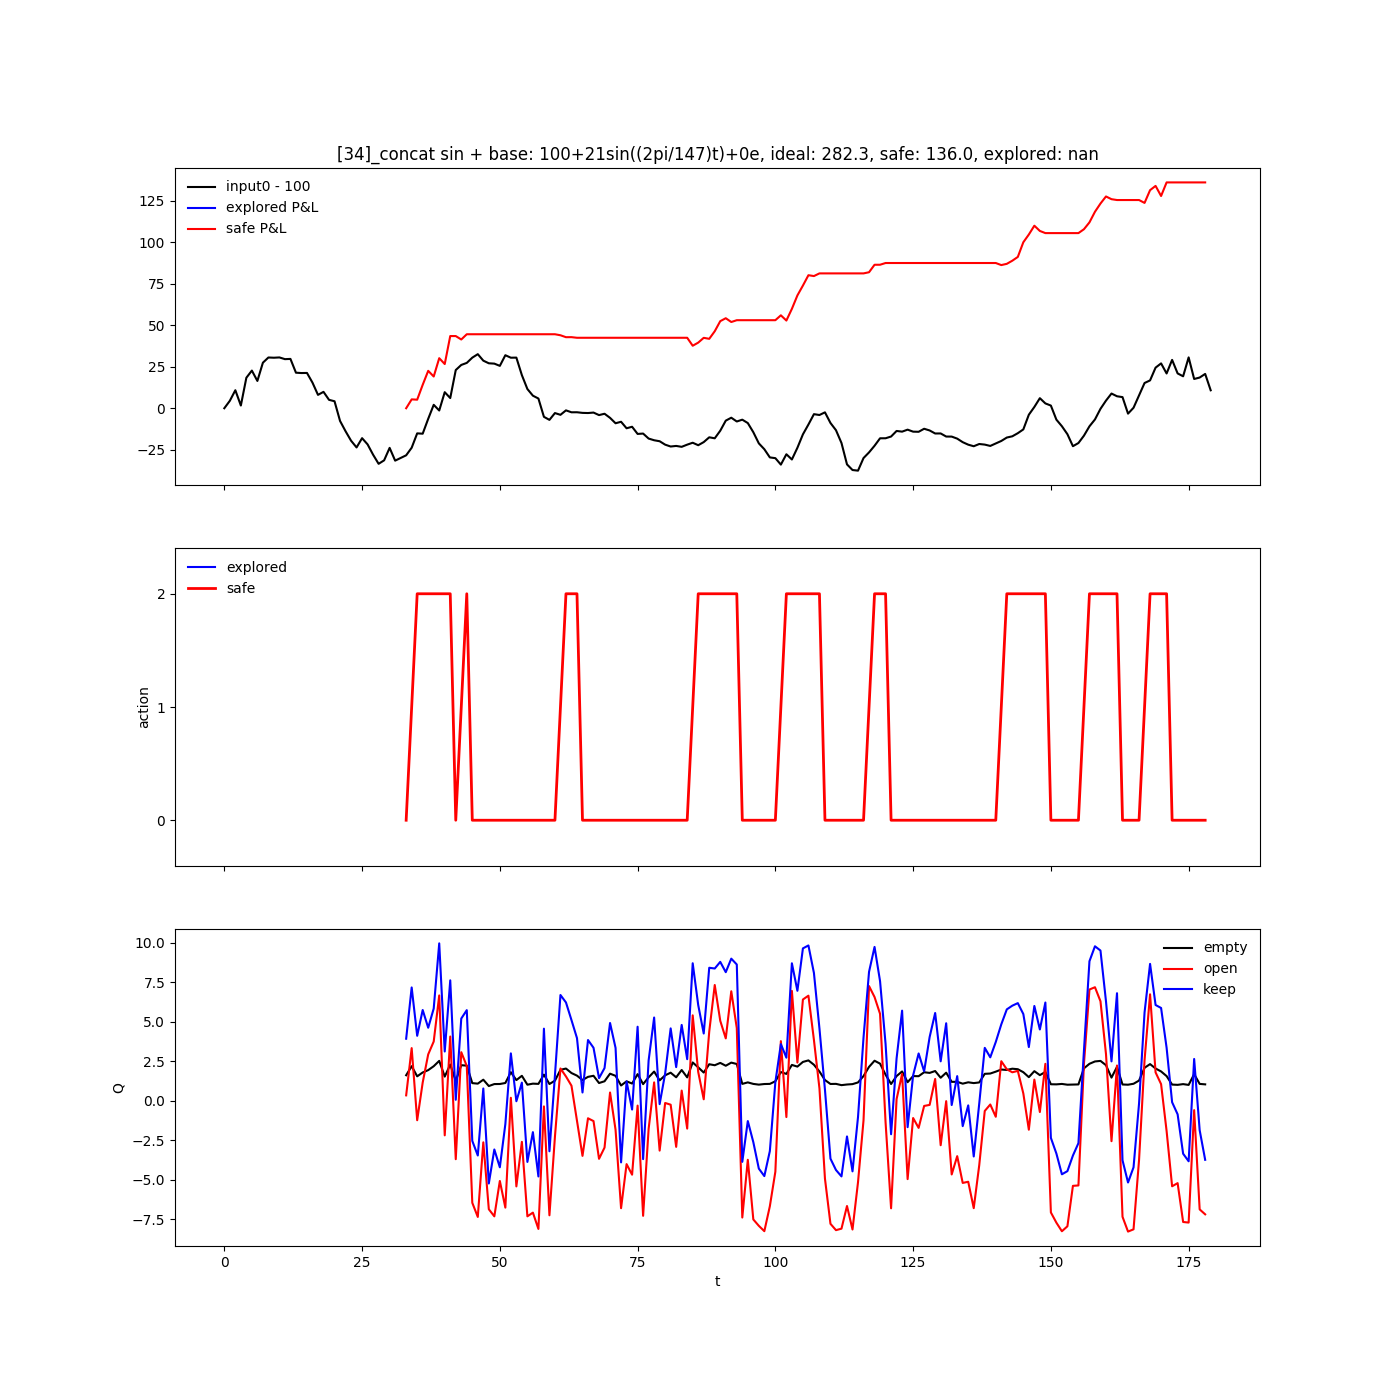 [34]_concat sin + base: 100+21sin((2pi/147)t)+0e, ideal: 282.3, safe: 136.0, explored: nan
input0 - 100
explored P&L
safe P&L
125
100
75
50
25
0
−25
explored
safe
2
1
0
action
empty
open
keep
10.0
7.5
5.0
2.5
0.0
−2.5
−5.0
−7.5
Q
0 25 50 75 100 125 150 175
t